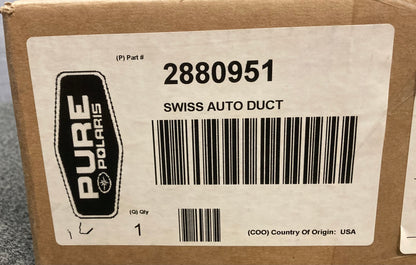 (P) Part #
2880951
SWISS AUTO DUCT
PURE
POLARIS
(Q) Qty
1
(COO) Country Of Origin: USA